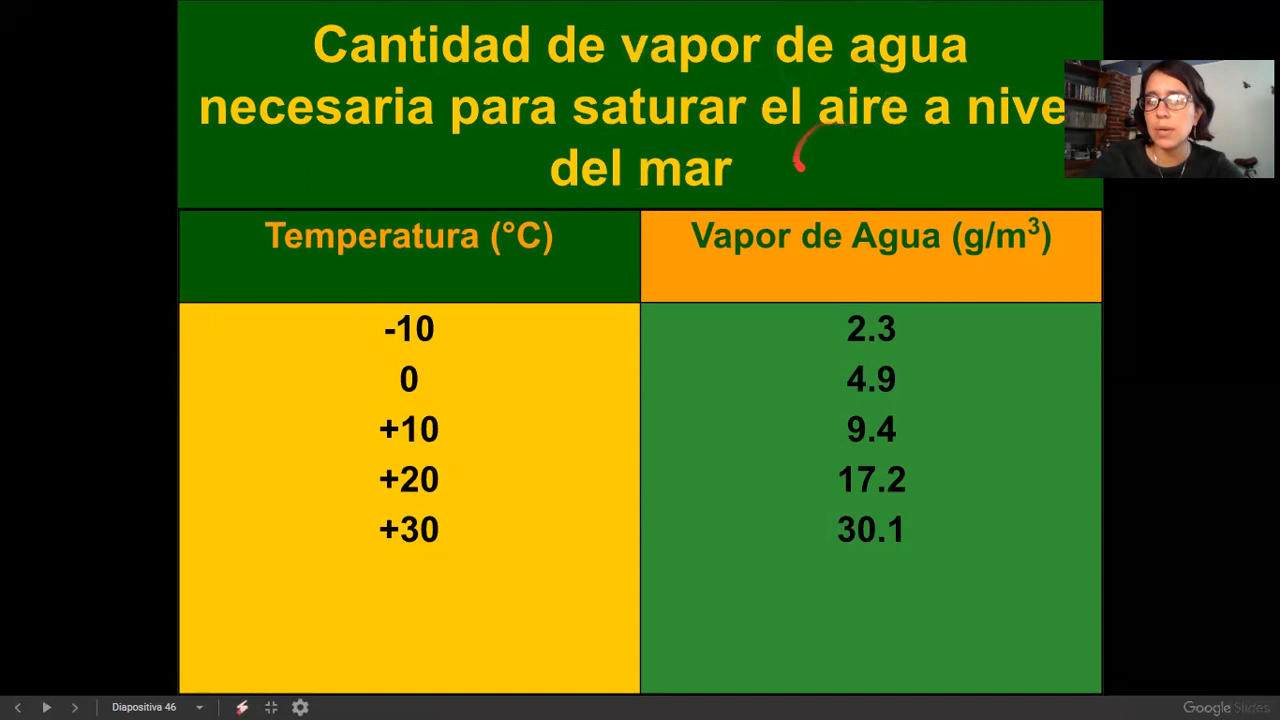 Cantidad de vapor de agua
necesaria para saturar el aire a nive
del mar
Temperatura (°C)
Vapor de Agua (g/m³)
-10
2.3
0
4.9
+10
9.4
+20
17.2
+30
30.1
Diapositiva 46
Google Slides